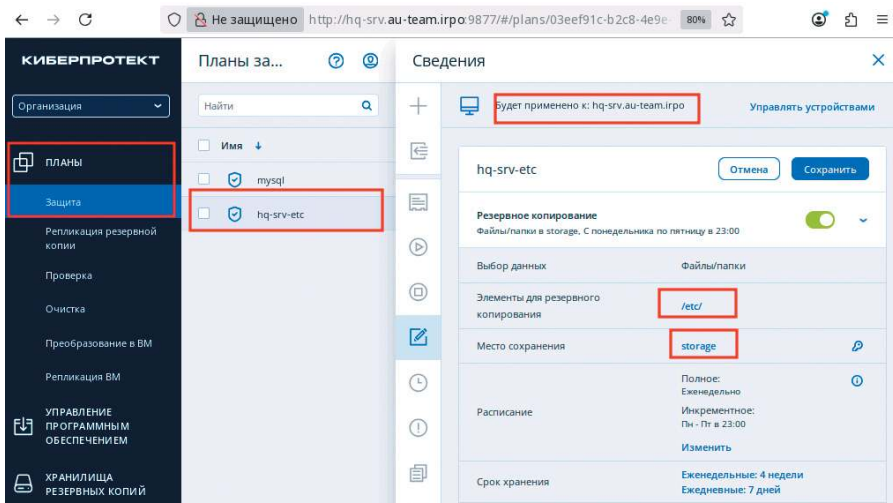 Не защищено http://hq-srv.au-team.irpo:9877/#/plans/03eef91c-b2c8-4e9e- 80%
КИБЕРПРОТЕКТ
Организация
ПЛАНЫ
Защита
Репликация резервной
копии
Проверка
Очистка
Преобразование в ВМ
Репликация ВМ
УПРАВЛЕНИЕ
ПРОГРАММНЫМ
ОБЕСПЕЧЕНИЕМ
ХРАНИЛИЩА
РЕЗЕРВНЫХ КОПИЙ
Планы за...
Найти
Имя
mysql
hq-srv-etc
Сведения
Будет применено к: hq-srv.au-team.irpo
Управлять устройствами
hq-srv-etc
Отмена
Сохранить
Резервное копирование
Файлы/папки в storage, С понедельника по пятницу в 23:00
Выбор данных
Файлы/папки
Элементы для резервного
копирования
/etc/
Место сохранения
storage
Расписание
Полное:
Еженедельно
Инкрементное:
Пн - Пт в 23:00
Изменить
Срок хранения
Еженедельные: 4 недели
Ежедневные: 7 дней